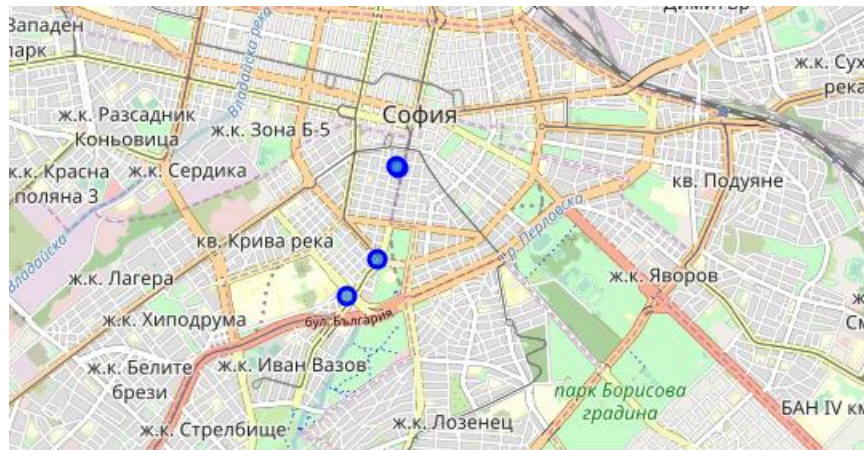 Димитър
Западен
парк
ж.к. Сух
река
Владайска река
София
ж.к. Разсадник
Коньовица
ж.к. Зона Б-5
ж.к. Красна
поляна 3
ж.к. Сердика
кв. Подуяне
Владайска
р. Перловска
кв. Крива река
ж.к. Лагера
ж.к. Яворов
ж.к. Хиподрума
бул. България
ж
См
ж.к. Белите
брези
ж.к. Иван Вазов
парк Борисова
градина
БАН IV км
ж.к. Стрелбище
ж.к. Лозенец